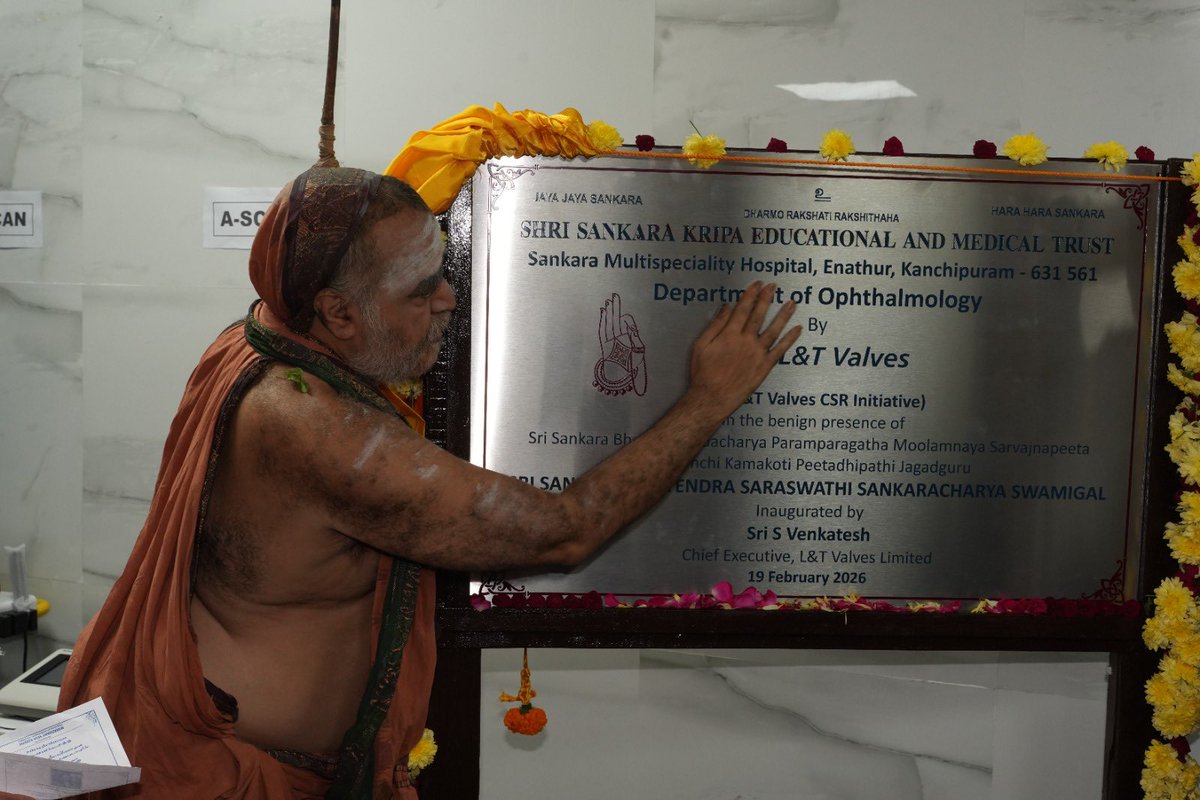 CAN
A-SC
JAYA JAYA SANKARA
DHARMO RAKSHATI RAKSHITHAHA
HARA HARA SANKARA
SHRI SANKARA KRIPA EDUCATIONAL AND MEDICAL TRUST
Sankara Multispeciality Hospital, Enathur, Kanchipuram - 631 561
Department of Ophthalmology
By
L&T Valves
&T Valves CSR Initiative)
the benign presence of
Sri Sankara acharya Paramparagatha Moolamnaya Sarvajnapeeta
nchi Kamakoti Peetadhipathi Jagadguru
SRI ENDRA SARASWATHI SANKARACHARYA SWAMIGAL
Inaugurated by
Sri S Venkatesh
Chief Executive, L&T Valves Limited
19 February 2026